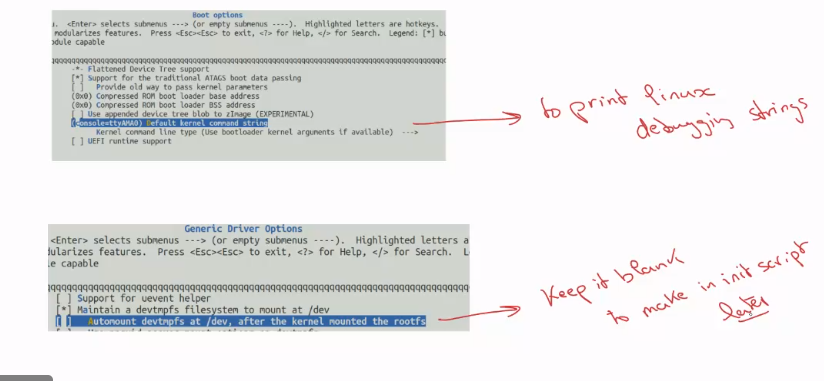 Boot options
. <Enter> selects submenus ---> (or empty submenus ----). Highlighted letters are hotkeys.
modularizes features. Press <Esc><Esc> to exit, <?> for Help, </> for Search. Legend: [*] bu
odule capable
-*- Flattened Device Tree support
[*] Support for the traditional ATAGS boot data passing
[ ] Provide old way to pass kernel parameters
(0x0) Compressed ROM boot loader base address
(0x0) Compressed ROM boot loader BSS address
[ ] Use appended device tree blob to zImage (EXPERIMENTAL)
(console=ttyAMA0) Default kernel command string
Kernel command line type (Use bootloader kernel arguments if available) --->
[ ] UEFI runtime support
to print linux
debugging strings
Generic Driver Options
<Enter> selects submenus ---> (or empty submenus ----). Highlighted letters a
ularizes features. Press <Esc><Esc> to exit, <?> for Help, </> for Search. L
le capable
[ ] Support for uevent helper
[*] Maintain a devtmpfs filesystem to mount at /dev
[ ] Automount devtmpfs at /dev, after the kernel mounted the rootfs
Keep it blank
to make in init script
later